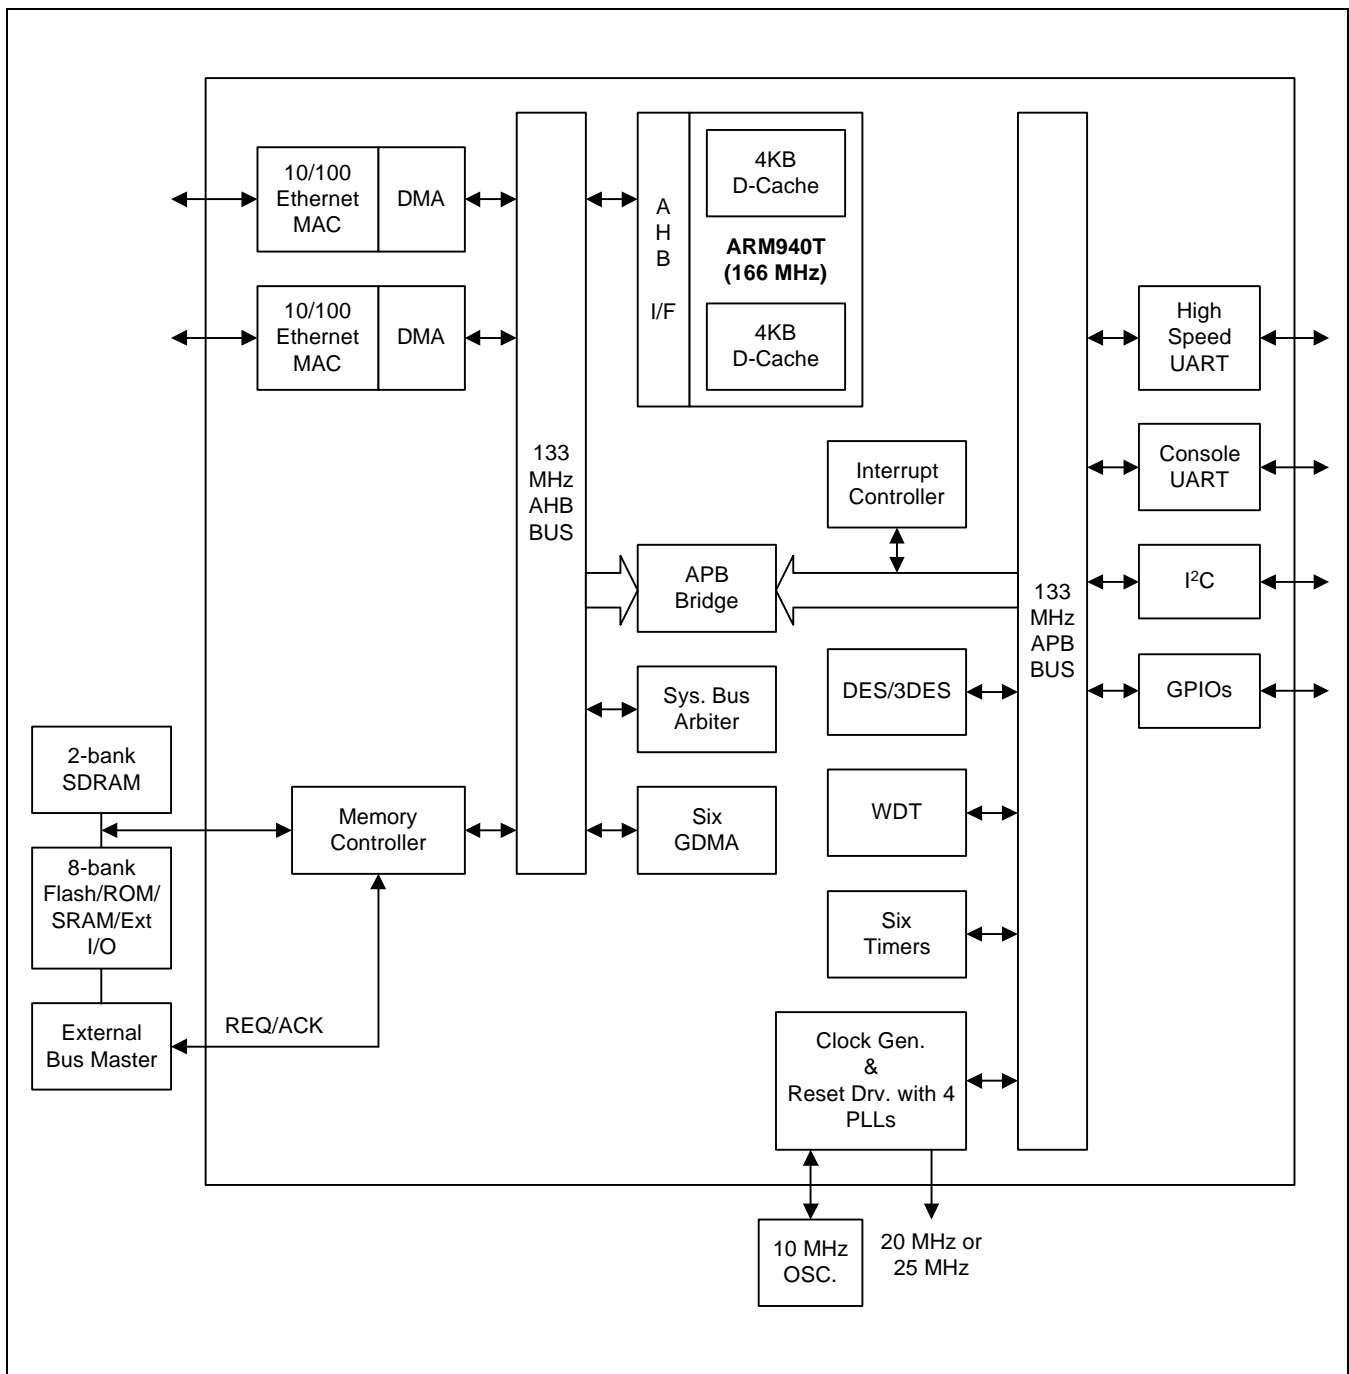 10/100
Ethernet
MAC
DMA
10/100
Ethernet
MAC
DMA
133
MHz
AHB
BUS
A
H
B
I/F
4KB
D-Cache
ARM940T
(166 MHz)
4KB
D-Cache
Interrupt
Controller
APB
Bridge
Sys. Bus
Arbiter
Six
GDMA
DES/3DES
WDT
Six
Timers
Clock Gen.
&
Reset Drv. with 4
PLLs
133
MHz
APB
BUS
High
Speed
UART
Console
UART
I²C
GPIOs
2-bank
SDRAM
8-bank
Flash/ROM/
SRAM/Ext
I/O
External
Bus Master
Memory
Controller
REQ/ACK
10 MHz
OSC.
20 MHz or
25 MHz